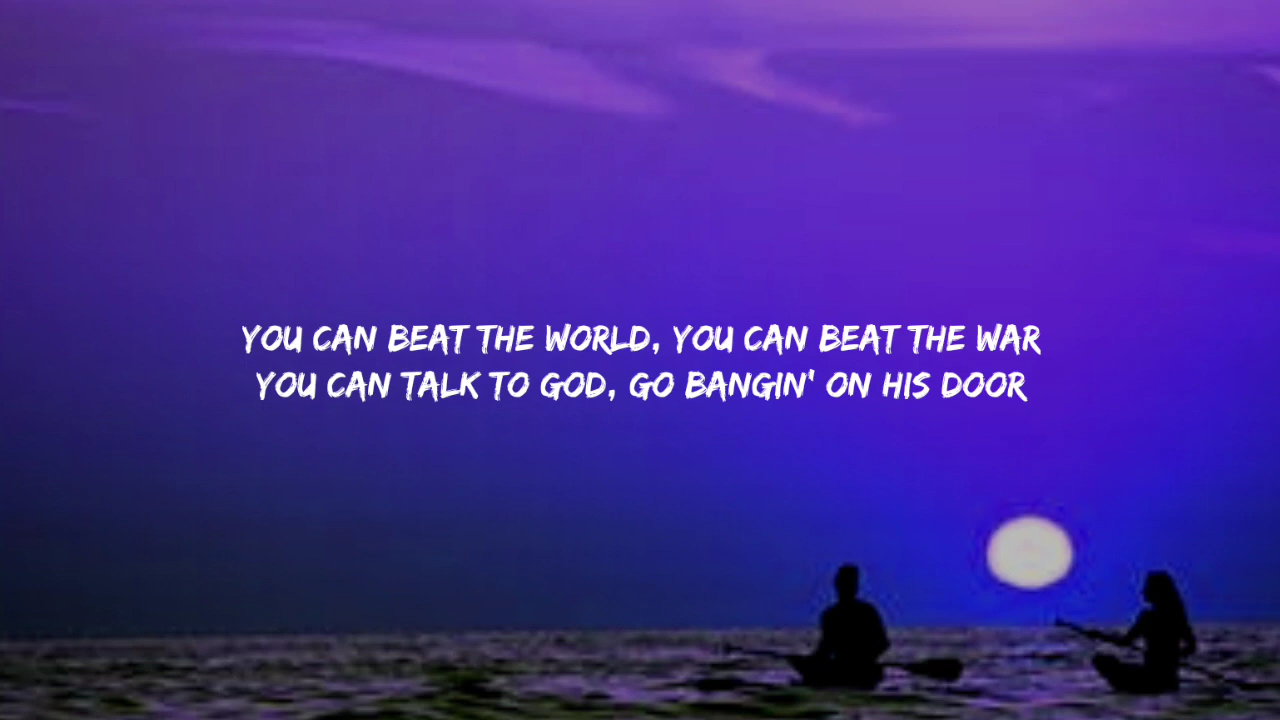 YOU CAN BEAT THE WORLD, YOU CAN BEAT THE WAR
YOU CAN TALK TO GOD, GO BANGIN' ON HIS DOOR